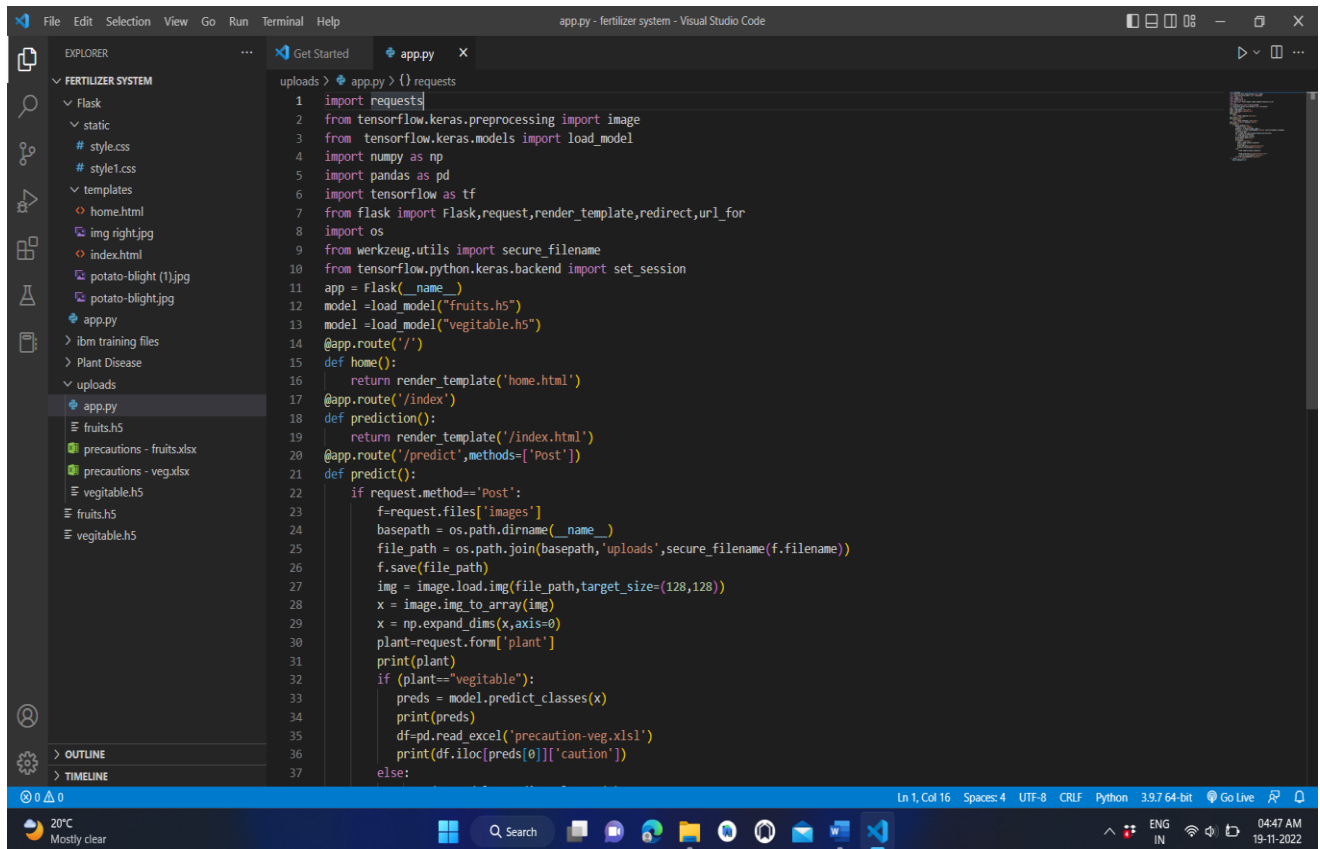 File Edit Selection View Go Run Terminal Help
app.py - fertilizer system - Visual Studio Code
EXPLORER
FERTILIZER SYSTEM
Flask
static
# style.css
# style1.css
templates
<> home.html
img right.jpg
<> index.html
potato-blight (1).jpg
potato-blight.jpg
app.py
ibm training files
Plant Disease
uploads
app.py
fruits.h5
precautions - fruits.xlsx
precautions - veg.xlsx
vegitable.h5
fruits.h5
vegitable.h5
OUTLINE
TIMELINE
Get Started
app.py
uploads > app.py > {} requests
1 import requests
2 from tensorflow.keras.preprocessing import image
3 from  tensorflow.keras.models import load_model
4 import numpy as np
5 import pandas as pd
6 import tensorflow as tf
7 from flask import Flask,request,render_template,redirect,url_for
8 import os
9 from werkzeug.utils import secure_filename
10 from tensorflow.python.keras.backend import set_session
11 app = Flask(__name__)
12 model =load_model("fruits.h5")
13 model =load_model("vegitable.h5")
14 @app.route('/')
15 def home():
16     return render_template('home.html')
17 @app.route('/index')
18 def prediction():
19     return render_template('/index.html')
20 @app.route('/predict',methods=['Post'])
21 def predict():
22     if request.method=='Post':
23         f=request.files['images']
24         basepath = os.path.dirname(__name__)
25         file_path = os.path.join(basepath,'uploads',secure_filename(f.filename))
26         f.save(file_path)
27         img = image.load.img(file_path,target_size=(128,128))
28         x = image.img_to_array(img)
29         x = np.expand_dims(x,axis=0)
30         plant=request.form['plant']
31         print(plant)
32         if (plant=="vegitable"):
33            preds = model.predict_classes(x)
34            print(preds)
35            df=pd.read_excel('precaution-veg.xlsl')
36            print(df.iloc[preds[0]]['caution'])
37         else:
0 0
Ln 1, Col 16 Spaces: 4 UTF-8 CRLF Python 3.9.7 64-bit Go Live
20°C
Mostly clear
Search
ENG
IN
04:47 AM
19-11-2022